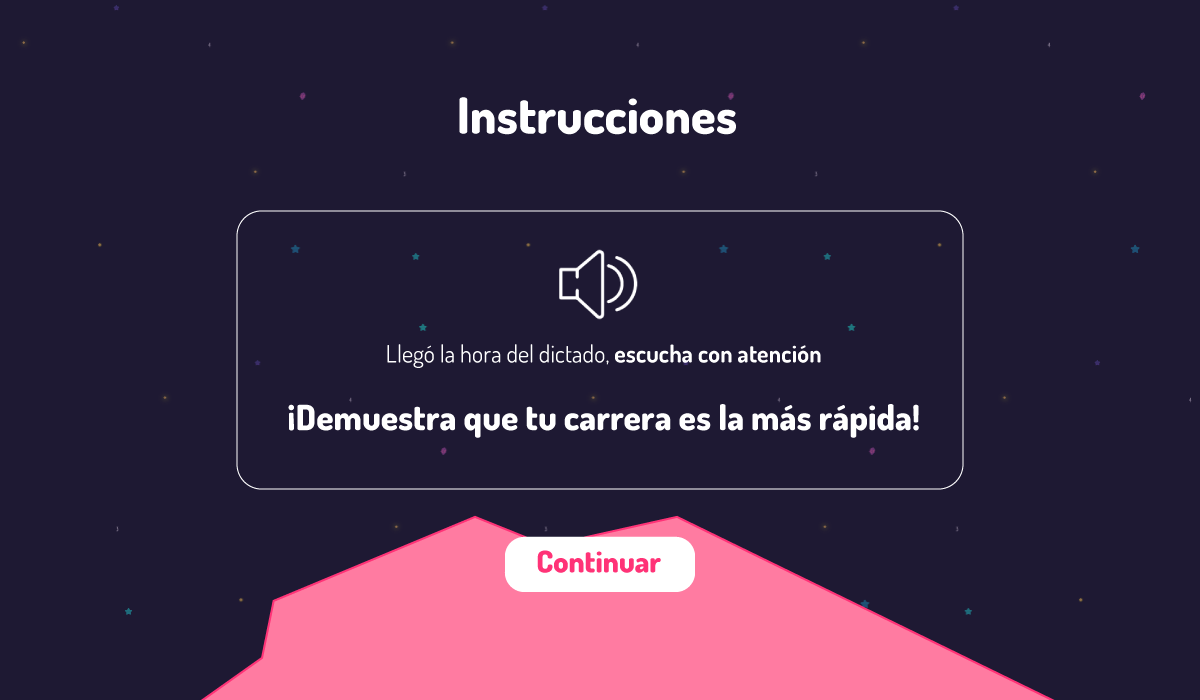 Instrucciones
Llegó la hora del dictado, escucha con atención
¡Demuestra que tu carrera es la más rápida!
Continuar